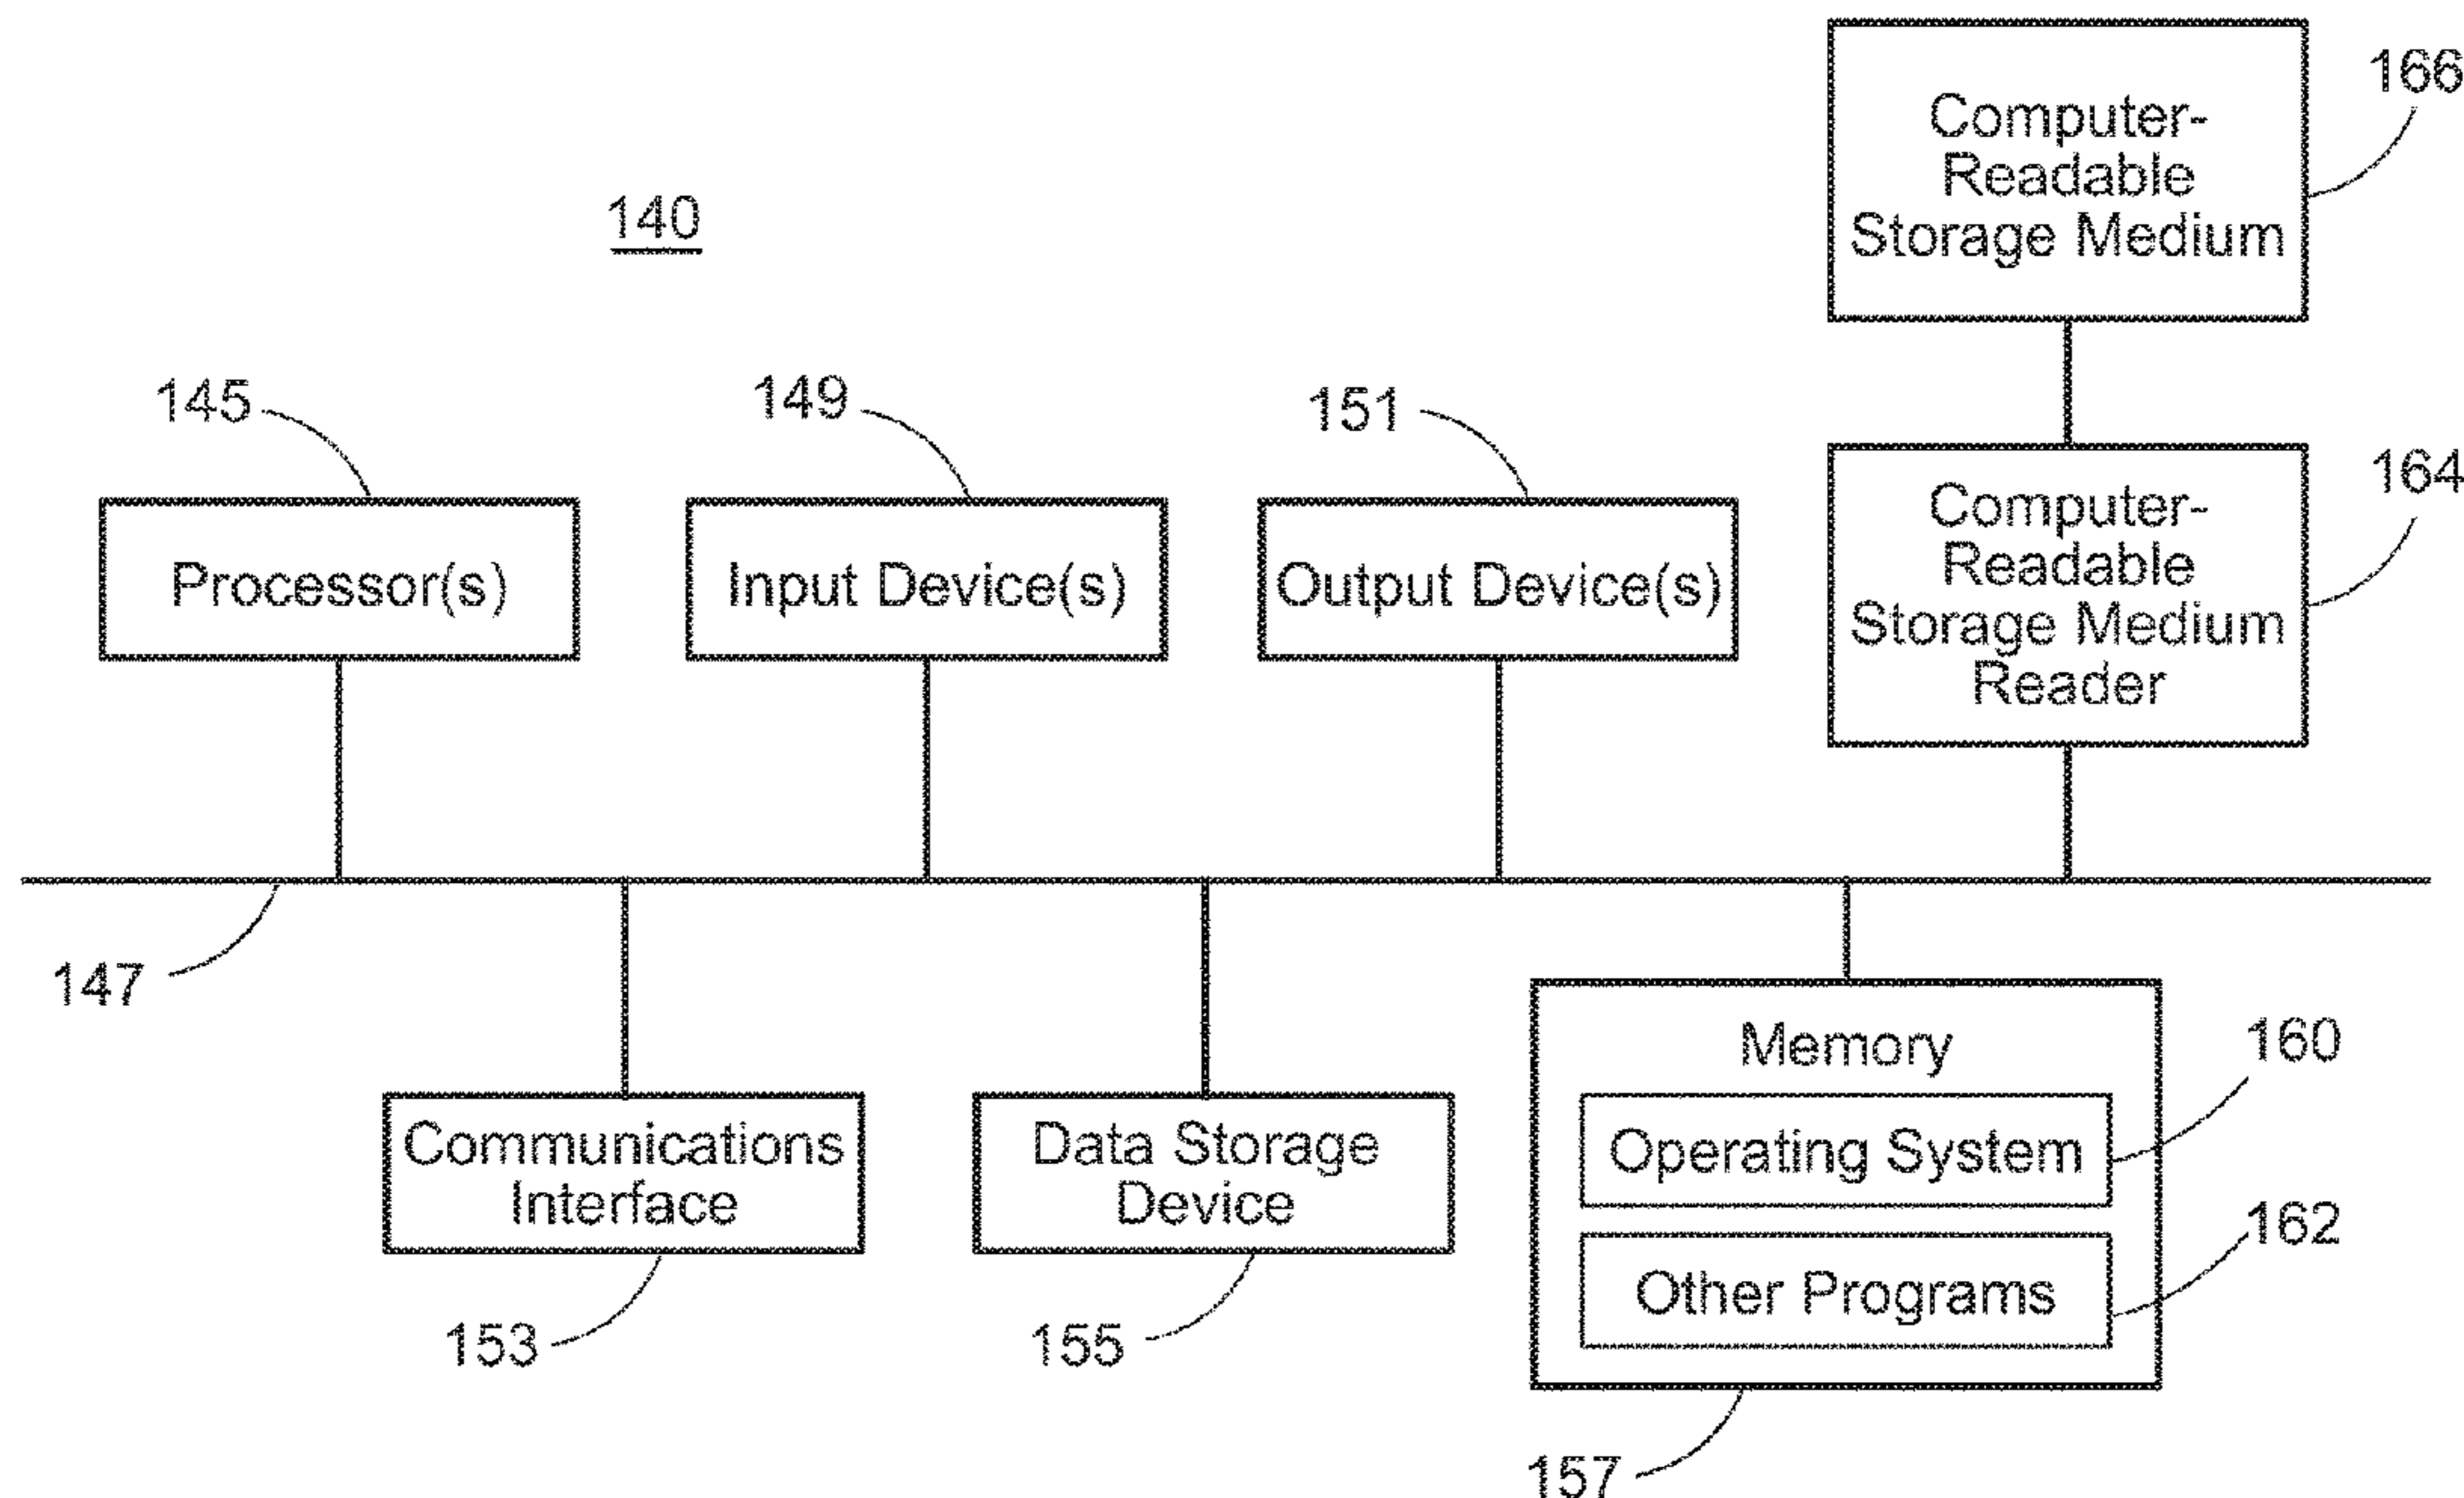 140
166
Computer-
Readable
Storage Medium
145
149
151
164
Processor(s)
Input Device(s)
Output Device(s)
Computer-
Readable
Storage Medium
Reader
147
Communications
Interface
153
Data Storage
Device
155
Memory
160
Operating System
162
Other Programs
157